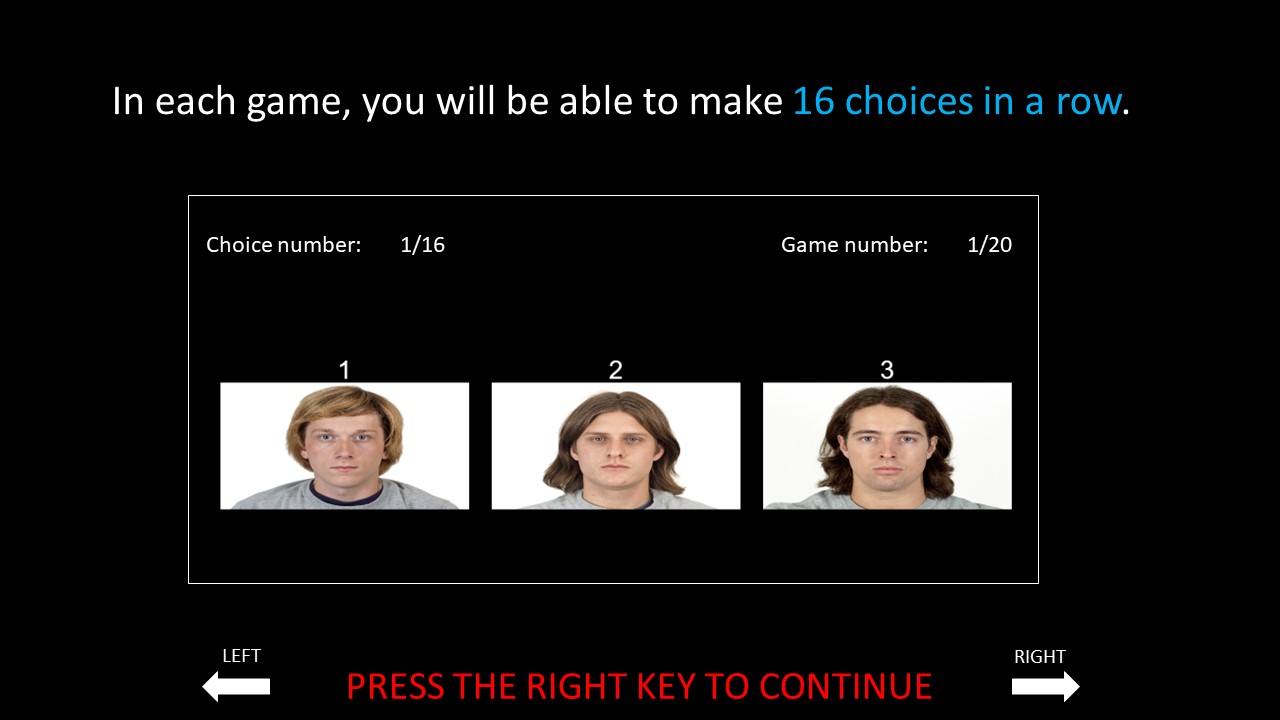 In each game, you will be able to make 16 choices in a row.
Choice number: 1/16 Game number: 1/20
1 2 3
LEFT RIGHT
PRESS THE RIGHT KEY TO CONTINUE